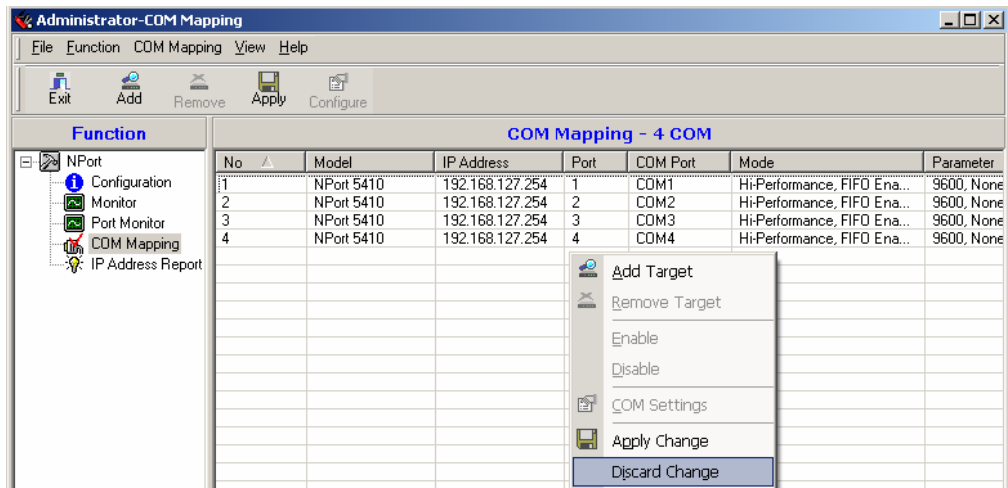 Administrator-COM Mapping
File Function COM Mapping View Help
Exit Add Remove Apply Configure
Function
COM Mapping - 4 COM
NPort
Configuration
Monitor
Port Monitor
COM Mapping
IP Address Report
No Model IP Address Port COM Port Mode Parameter
1 NPort 5410 192.168.127.254 1 COM1 Hi-Performance, FIFO Ena... 9600, None
2 NPort 5410 192.168.127.254 2 COM2 Hi-Performance, FIFO Ena... 9600, None
3 NPort 5410 192.168.127.254 3 COM3 Hi-Performance, FIFO Ena... 9600, None
4 NPort 5410 192.168.127.254 4 COM4 Hi-Performance, FIFO Ena... 9600, None
Add Target
Remove Target
Enable
Disable
COM Settings
Apply Change
Discard Change